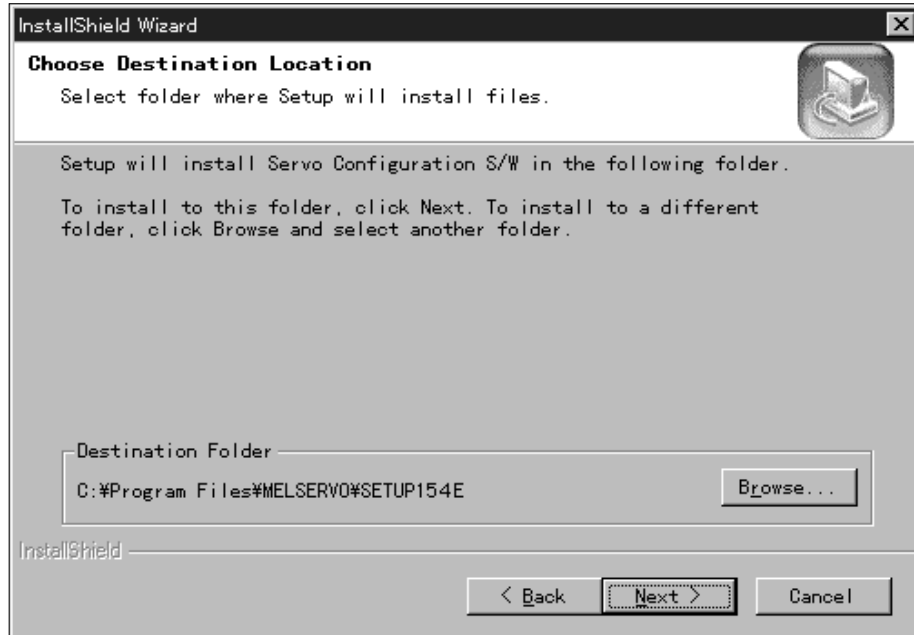 InstallShield Wizard
Choose Destination Location
Select folder where Setup will install files.
Setup will install Servo Configuration S/W in the following folder.
To install to this folder, click Next. To install to a different
folder, click Browse and select another folder.
Destination Folder
C:¥Program Files¥MELSERVO¥SETUP154E
Browse...
InstallShield
< Back
Next >
Cancel